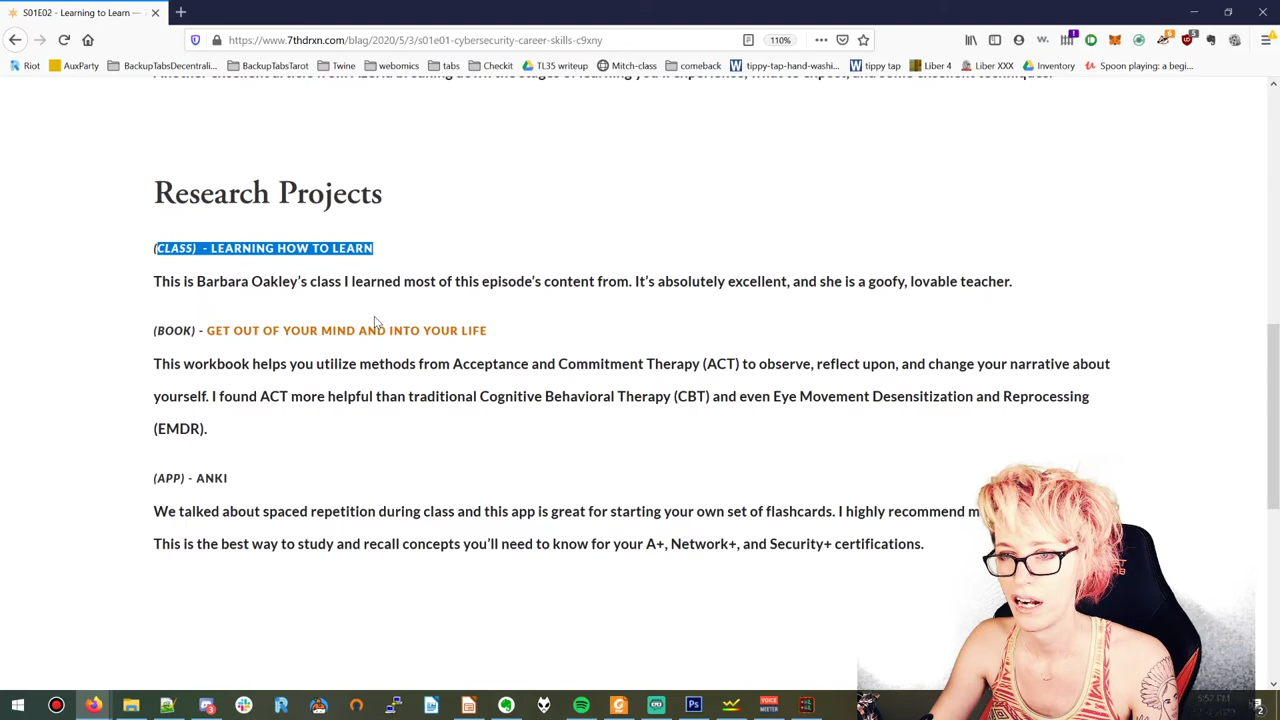 S01E02 - Learning to Learn —
https://www.7thdrxn.com/blag/2020/5/3/s01e01-cybersecurity-career-skills-c9xny
110%
Riot
AuxParty
BackupTabsDecentrali...
BackupTabsTarot
Twine
webomics
tabs
Checkit
TL35 writeup
Mitch-class
comeback
tippy-tap-hand-washi...
tippy tap
Liber 4
Liber XXX
Inventory
Spoon playing: a begi...
Research Projects
(CLASS) - LEARNING HOW TO LEARN
This is Barbara Oakley's class I learned most of this episode's content from. It's absolutely excellent, and she is a goofy, lovable teacher.
(BOOK) - GET OUT OF YOUR MIND AND INTO YOUR LIFE
This workbook helps you utilize methods from Acceptance and Commitment Therapy (ACT) to observe, reflect upon, and change your narrative about
yourself. I found ACT more helpful than traditional Cognitive Behavioral Therapy (CBT) and even Eye Movement Desensitization and Reprocessing
(EMDR).
(APP) - ANKI
We talked about spaced repetition during class and this app is great for starting your own set of flashcards. I highly recommend
This is the best way to study and recall concepts you'll need to know for your A+, Network+, and Security+ certifications.
VOICE
MEETER
5:52 PM